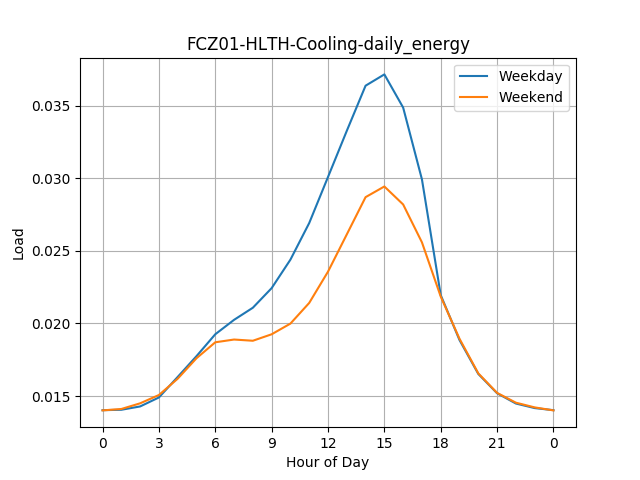 FCZ01-HLTH-Cooling-daily_energy
Weekday
Weekend
Load
0.035
0.030
0.025
0.020
0.015
0 3 6 9 12 15 18 21 0
Hour of Day